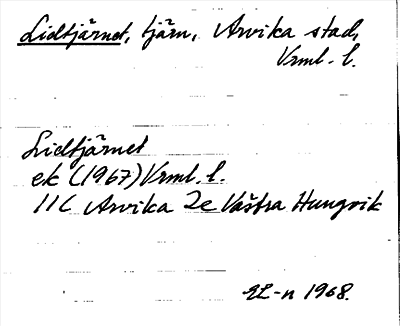 Lidtjärnet, tjärn, Arvika stad,
Vrml. l.
Lidtjärnet
ek (1967) Vrml. l.
11C Arvika 2e Västra Hungvik
EL-n 1968.